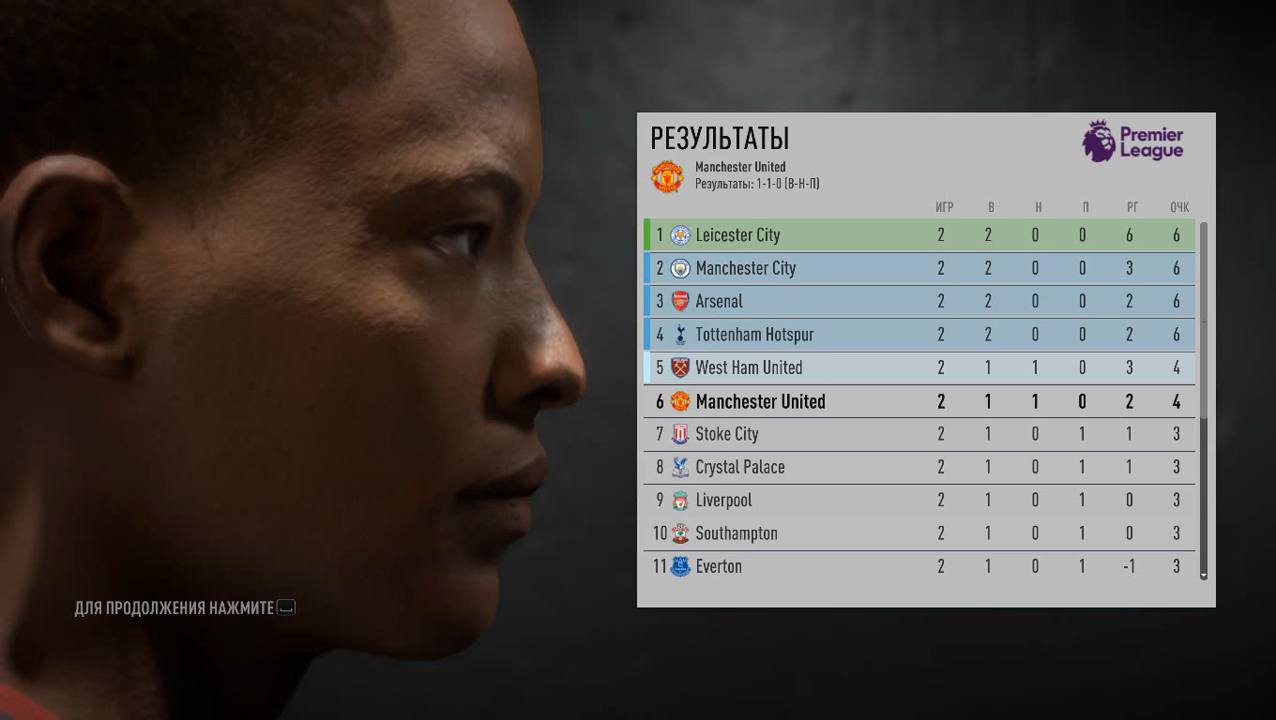 РЕЗУЛЬТАТЫ
Premier League
Manchester United
Результаты: 1-1-0 (В-Н-П)
ИГР В Н П РГ ОЧК
1 Leicester City 2 2 0 0 6 6
2 Manchester City 2 2 0 0 3 6
3 Arsenal 2 2 0 0 2 6
4 Tottenham Hotspur 2 2 0 0 2 6
5 West Ham United 2 1 1 0 3 4
6 Manchester United 2 1 1 0 2 4
7 Stoke City 2 1 0 1 1 3
8 Crystal Palace 2 1 0 1 1 3
9 Liverpool 2 1 0 1 0 3
10 Southampton 2 1 0 1 0 3
11 Everton 2 1 0 1 -1 3
ДЛЯ ПРОДОЛЖЕНИЯ НАЖМИТЕ